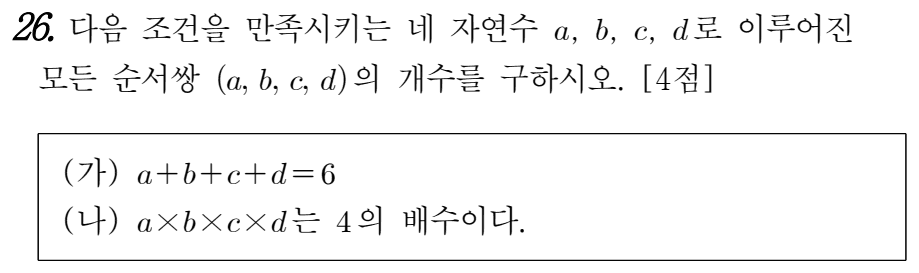 26. 다음 조건을 만족시키는 네 자연수 a, b, c, d로 이루어진
모든 순서쌍 (a, b, c, d)의 개수를 구하시오. [4점]
(가) a+b+c+d=6
(나) a×b×c×d는 4의 배수이다.